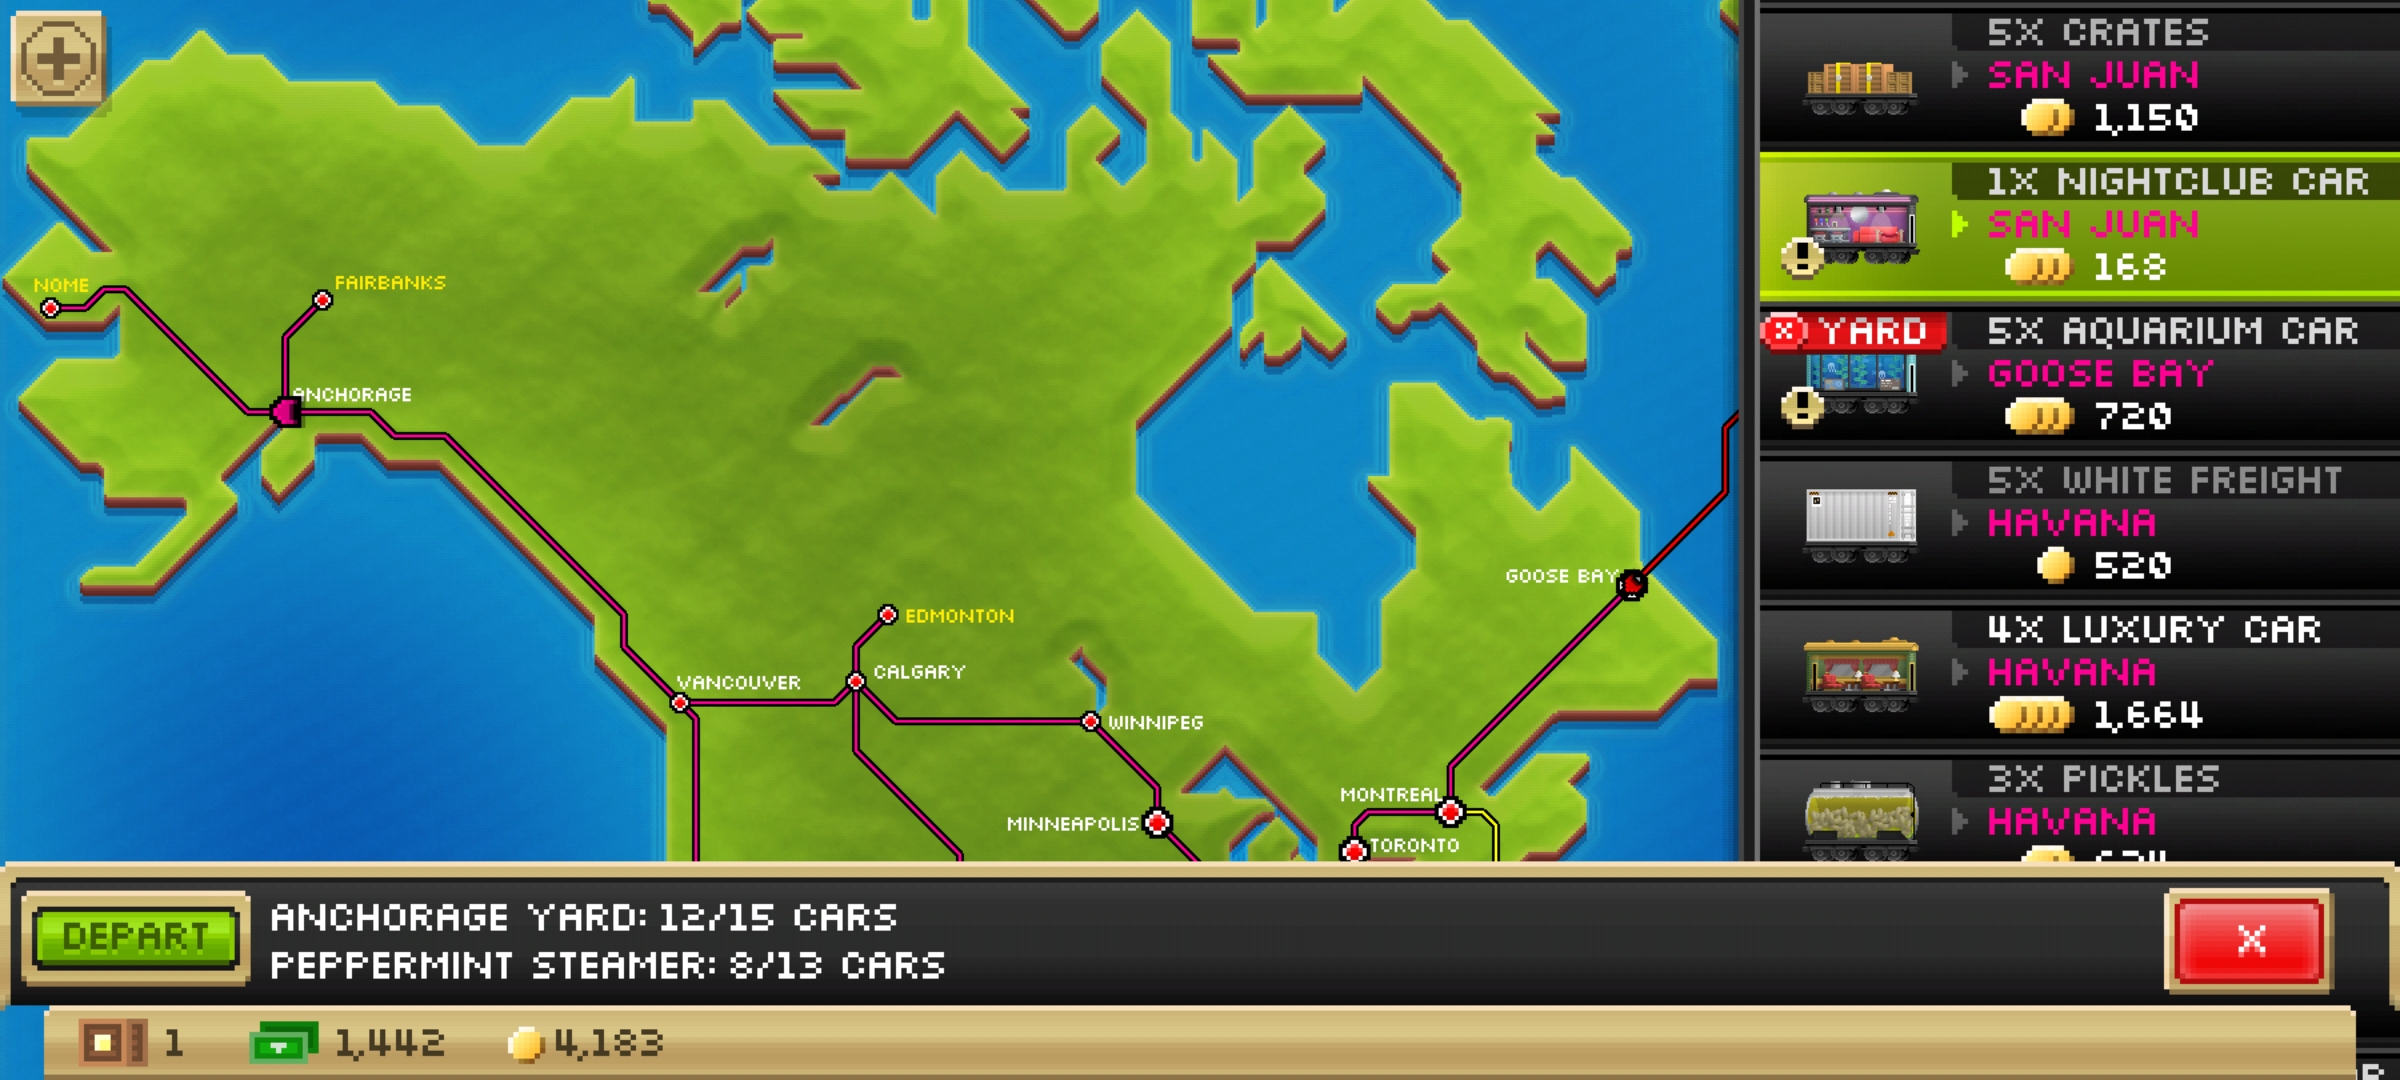 5X CRATES
SAN JUAN
1,150
1X NIGHTCLUB CAR
SAN JUAN
168
YARD
5X AQUARIUM CAR
GOOSE BAY
720
5X WHITE FREIGHT
HAVANA
520
4X LUXURY CAR
HAVANA
1,664
3X PICKLES
HAVANA
NOME
FAIRBANKS
ANCHORAGE
GOOSE BAY
EDMONTON
CALGARY
VANCOUVER
WINNIPEG
MINNEAPOLIS
MONTREAL
TORONTO
DEPART
ANCHORAGE YARD: 12/15 CARS
PEPPERMINT STEAMER: 8/13 CARS
X
1
1,442
4,183